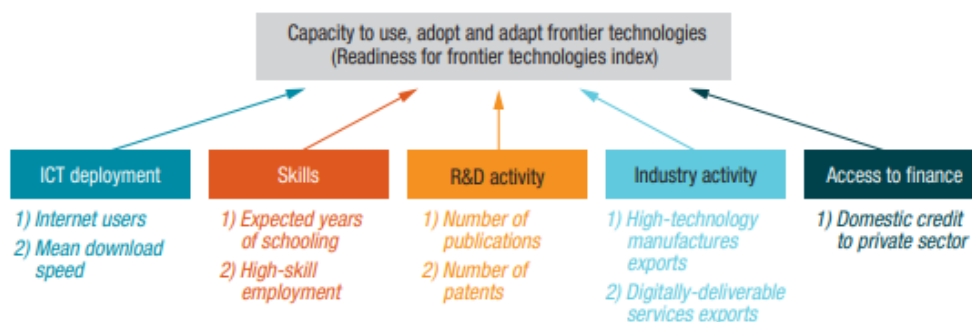 Capacity to use, adopt and adapt frontier technologies
(Readiness for frontier technologies index)
ICT deployment
1) Internet users
2) Mean download
speed
Skills
1) Expected years
of schooling
2) High-skill
employment
R&D activity
1) Number of
publications
2) Number of
patents
Industry activity
1) High-technology
manufactures
exports
2) Digitally-deliverable
services exports
Access to finance
1) Domestic credit
to private sector